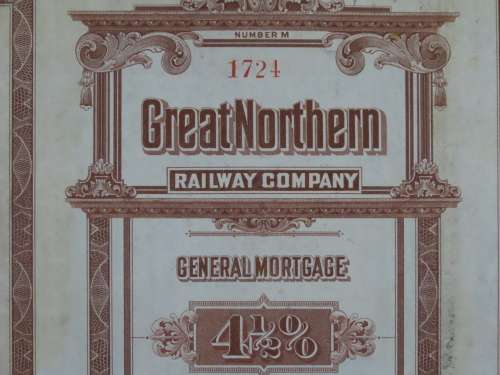 NUMBER M
1724
Great Northern
RAILWAY COMPANY
GENERAL MORTGAGE
4½%